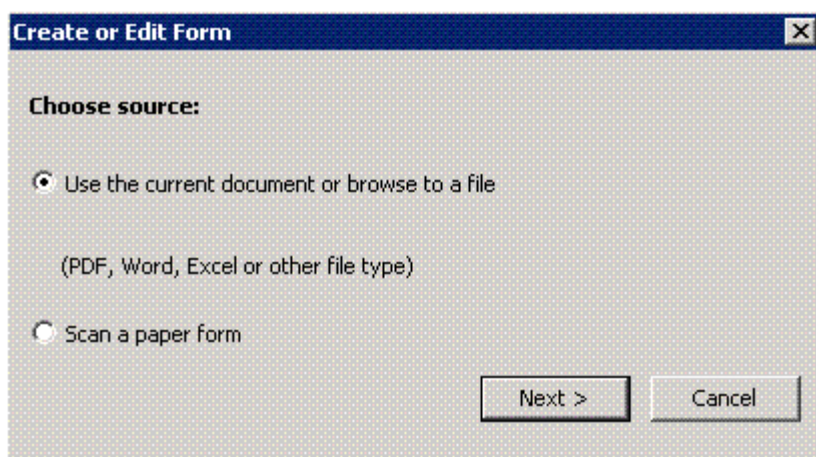 Create or Edit Form
Choose source:
Use the current document or browse to a file
(PDF, Word, Excel or other file type)
Scan a paper form
Next >
Cancel